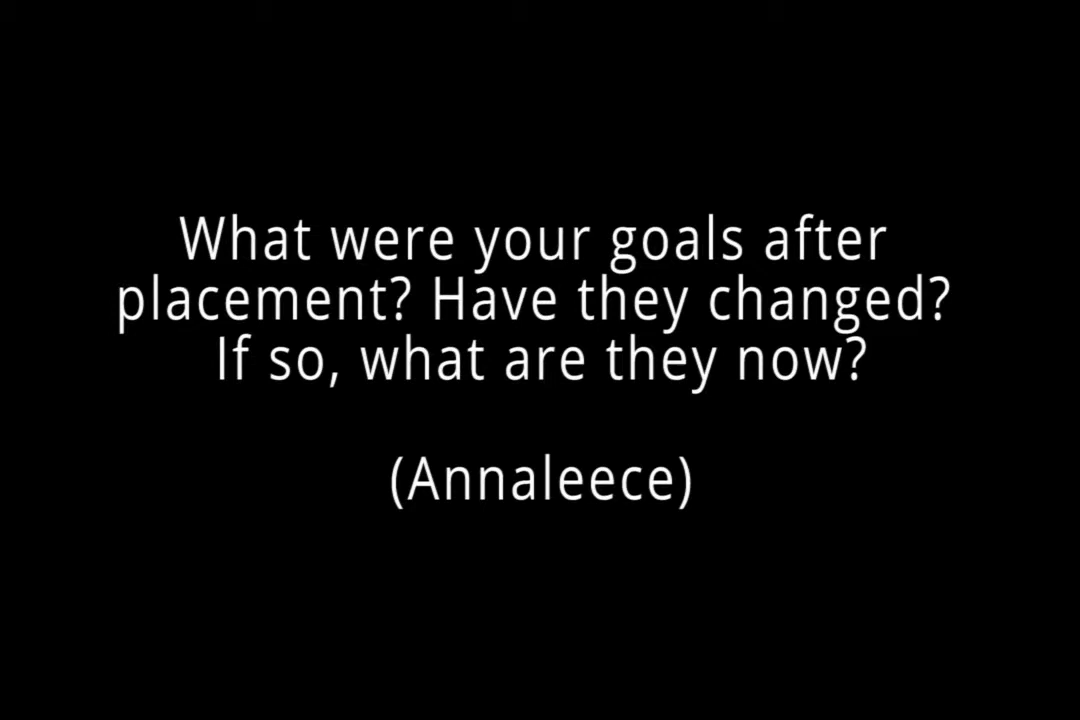 What were your goals after
placement? Have they changed?
If so, what are they now?
(Annaleece)